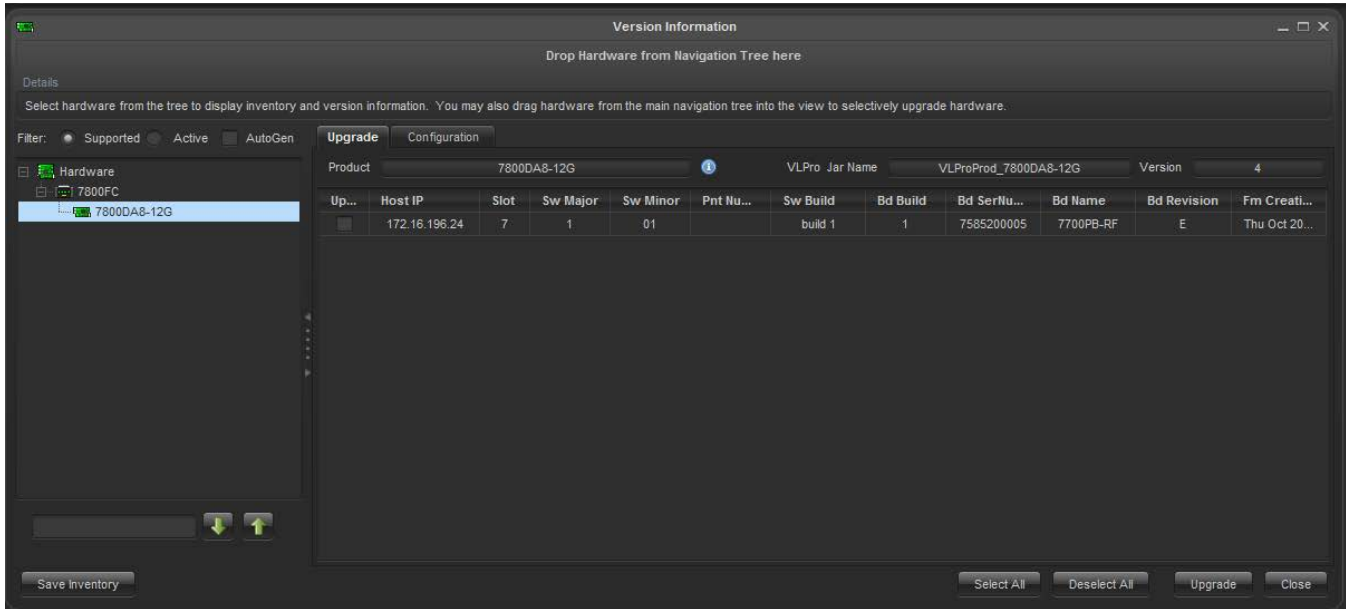 Version Information
Drop Hardware from Navigation Tree here
Details
Select hardware from the tree to display inventory and version information. You may also drag hardware from the main navigation tree into the view to selectively upgrade hardware.
Filter: Supported Active AutoGen
Upgrade Configuration
Hardware
7800FC
7800DA8-12G
Product 7800DA8-12G VLPro Jar Name VLProProd_7800DA8-12G Version 4
Up... Host IP Slot Sw Major Sw Minor Pnt Nu... Sw Build Bd Build Bd SerNu... Bd Name Bd Revision Fm Creati...
172.16.196.24 7 1 01 build 1 1 7585200005 7700PB-RF E Thu Oct 20...
Save Inventory Select All Deselect All Upgrade Close